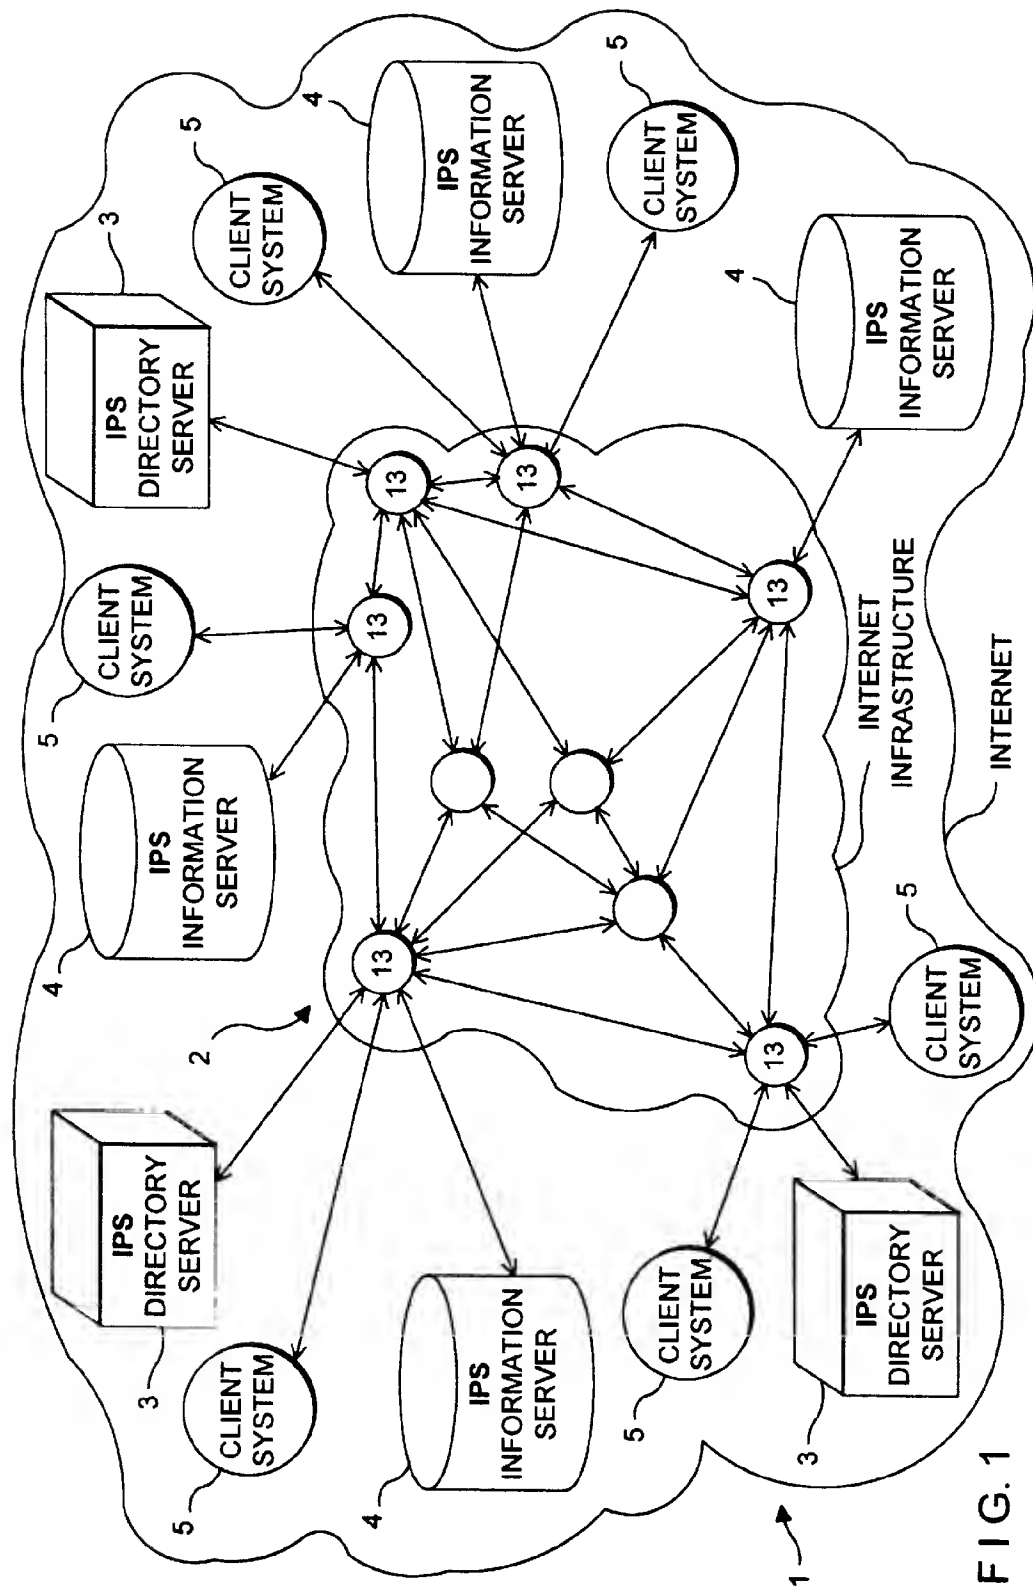 4
5
IPS
DIRECTORY
SERVER
3
CLIENT
SYSTEM
IPS
DIRECTORY
SERVER
3
5
IPS
INFORMATION
SERVER
5
CLIENT
SYSTEM
2
CLIENT
SYSTEM
4
13
13
13
4
IPS
INFORMATION
SERVER
IPS
INFORMATION
SERVER
13
5
5
CLIENT
SYSTEM
CLIENT
SYSTEM
4
13
13
1
3
IPS
DIRECTORY
SERVER
IPS
INFORMATION
SERVER
INTERNET
INFRASTRUCTURE
5
CLIENT
SYSTEM
INTERNET
FIG. 1